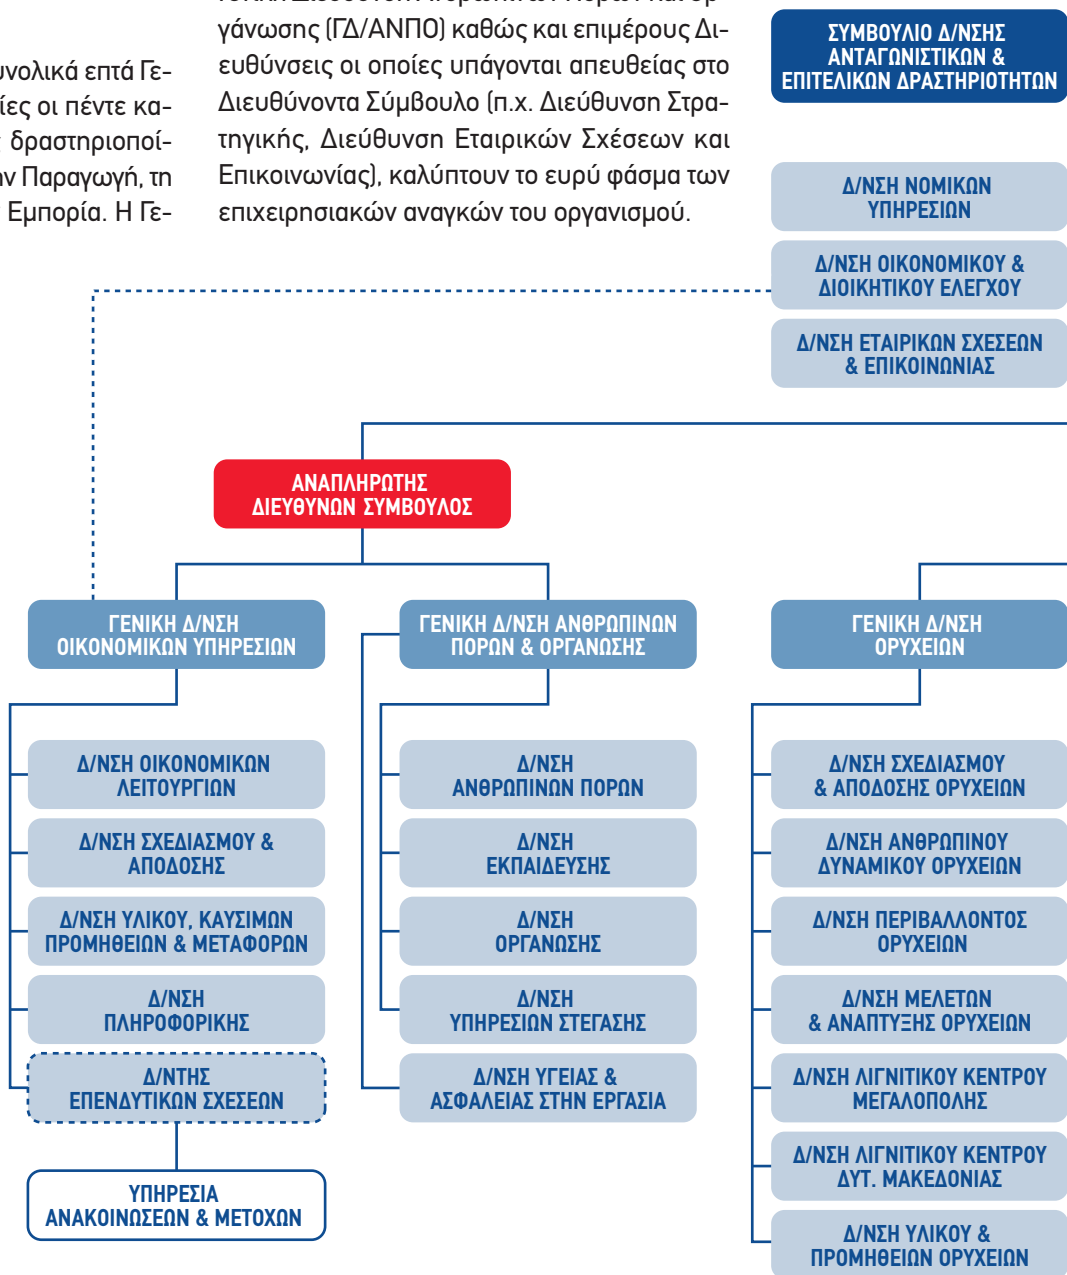 υνολικά επτά Γε-
ίες οι πέντε κα-
δραστηριοποί-
ην Παραγωγή, τη
Εμπορία. Η Γε-
γάνωσης (ΓΔ/ΑΝΠΟ) καθώς και επιμέρους Δι-
ευθύνσεις οι οποίες υπάγονται απευθείας στο
Διευθύνοντα Σύμβουλο (π.χ. Διεύθυνση Στρα-
τηγικής, Διεύθυνση Εταιρικών Σχέσεων και
Επικοινωνίας), καλύπτουν το ευρύ φάσμα των
επιχειρησιακών αναγκών του οργανισμού.
ΣΥΜΒΟΥΛΙΟ Δ/ΝΣΗΣ
ΑΝΤΑΓΩΝΙΣΤΙΚΩΝ &
ΕΠΙΤΕΛΙΚΩΝ ΔΡΑΣΤΗΡΙΟΤΗΤΩΝ
Δ/ΝΣΗ ΝΟΜΙΚΩΝ
ΥΠΗΡΕΣΙΩΝ
Δ/ΝΣΗ ΟΙΚΟΝΟΜΙΚΟΥ &
ΔΙΟΙΚΗΤΙΚΟΥ ΕΛΕΓΧΟΥ
Δ/ΝΣΗ ΕΤΑΙΡΙΚΩΝ ΣΧΕΣΕΩΝ
& ΕΠΙΚΟΙΝΩΝΙΑΣ
ΑΝΑΠΛΗΡΩΤΗΣ
ΔΙΕΥΘΥΝΩΝ ΣΥΜΒΟΥΛΟΣ
ΓΕΝΙΚΗ Δ/ΝΣΗ
ΟΙΚΟΝΟΜΙΚΩΝ ΥΠΗΡΕΣΙΩΝ
Δ/ΝΣΗ ΟΙΚΟΝΟΜΙΚΩΝ
ΛΕΙΤΟΥΡΓΙΩΝ
Δ/ΝΣΗ ΣΧΕΔΙΑΣΜΟΥ &
ΑΠΟΔΟΣΗΣ
Δ/ΝΣΗ ΥΛΙΚΟΥ, ΚΑΥΣΙΜΩΝ
ΠΡΟΜΗΘΕΙΩΝ & ΜΕΤΑΦΟΡΩΝ
Δ/ΝΣΗ
ΠΛΗΡΟΦΟΡΙΚΗΣ
Δ/ΝΤΗΣ
ΕΠΕΝΔΥΤΙΚΩΝ ΣΧΕΣΕΩΝ
ΥΠΗΡΕΣΙΑ
ΑΝΑΚΟΙΝΩΣΕΩΝ & ΜΕΤΟΧΩΝ
ΓΕΝΙΚΗ Δ/ΝΣΗ ΑΝΘΡΩΠΙΝΩΝ
ΠΟΡΩΝ & ΟΡΓΑΝΩΣΗΣ
Δ/ΝΣΗ
ΑΝΘΡΩΠΙΝΩΝ ΠΟΡΩΝ
Δ/ΝΣΗ
ΕΚΠΑΙΔΕΥΣΗΣ
Δ/ΝΣΗ
ΟΡΓΑΝΩΣΗΣ
Δ/ΝΣΗ
ΥΠΗΡΕΣΙΩΝ ΣΤΕΓΑΣΗΣ
Δ/ΝΣΗ ΥΓΕΙΑΣ &
ΑΣΦΑΛΕΙΑΣ ΣΤΗΝ ΕΡΓΑΣΙΑ
ΓΕΝΙΚΗ Δ/ΝΣΗ
ΟΡΥΧΕΙΩΝ
Δ/ΝΣΗ ΣΧΕΔΙΑΣΜΟΥ
& ΑΠΟΔΟΣΗΣ ΟΡΥΧΕΙΩΝ
Δ/ΝΣΗ ΑΝΘΡΩΠΙΝΟΥ
ΔΥΝΑΜΙΚΟΥ ΟΡΥΧΕΙΩΝ
Δ/ΝΣΗ ΠΕΡΙΒΑΛΛΟΝΤΟΣ
ΟΡΥΧΕΙΩΝ
Δ/ΝΣΗ ΜΕΛΕΤΩΝ
& ΑΝΑΠΤΥΞΗΣ ΟΡΥΧΕΙΩΝ
Δ/ΝΣΗ ΛΙΓΝΙΤΙΚΟΥ ΚΕΝΤΡΟΥ
ΜΕΓΑΛΟΠΟΛΗΣ
Δ/ΝΣΗ ΛΙΓΝΙΤΙΚΟΥ ΚΕΝΤΡΟΥ
ΔΥΤ. ΜΑΚΕΔΟΝΙΑΣ
Δ/ΝΣΗ ΥΛΙΚΟΥ &
ΠΡΟΜΗΘΕΙΩΝ ΟΡΥΧΕΙΩΝ